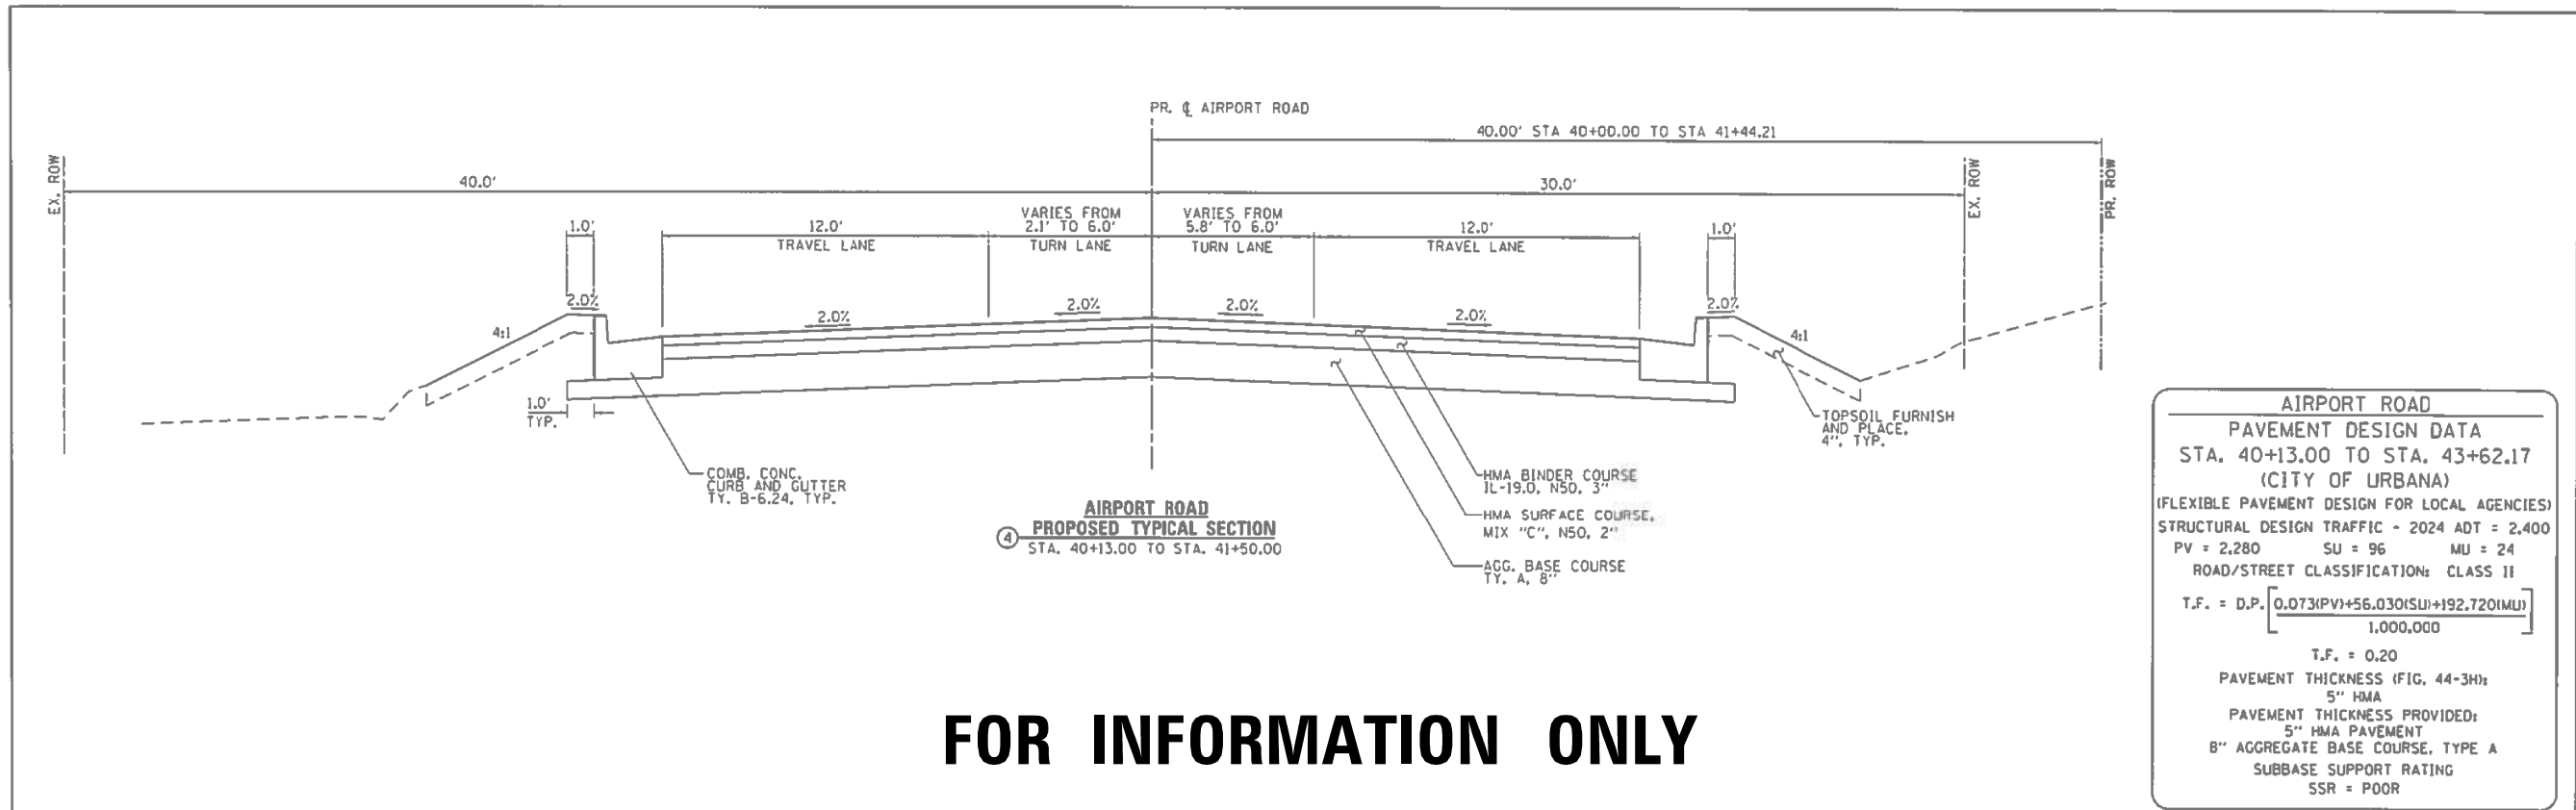 PR. ℄ AIRPORT ROAD
40.00' STA 40+00.00 TO STA 41+44.21
EX. ROW
40.0'
30.0'
EX. ROW
PR. ROW
1.0'
12.0'
TRAVEL LANE
VARIES FROM
2.1' TO 6.0'
TURN LANE
VARIES FROM
5.8' TO 6.0'
TURN LANE
12.0'
TRAVEL LANE
1.0'
4:1
2.0%
2.0%
2.0%
2.0%
2.0%
2.0%
4:1
1.0'
TYP.
COMB. CONC.
CURB AND GUTTER
TY. B-6.24, TYP.
TOPSOIL FURNISH
AND PLACE,
4", TYP.
HMA BINDER COURSE
IL-19.0, N50, 3"
HMA SURFACE COURSE,
MIX "C", N50, 2"
AGG. BASE COURSE
TY. A, 8"
AIRPORT ROAD
4 PROPOSED TYPICAL SECTION
STA. 40+13.00 TO STA. 41+50.00
FOR INFORMATION ONLY
AIRPORT ROAD
PAVEMENT DESIGN DATA
STA. 40+13.00 TO STA. 43+62.17
(CITY OF URBANA)
(FLEXIBLE PAVEMENT DESIGN FOR LOCAL AGENCIES)
STRUCTURAL DESIGN TRAFFIC - 2024 ADT = 2,400
PV = 2,280 SU = 96 MU = 24
ROAD/STREET CLASSIFICATION: CLASS II
T.F. = D.P. [0.073(PV)+56.030(SU)+192.720(MU)]
1,000,000
T.F. = 0.20
PAVEMENT THICKNESS (FIG. 44-3H):
5" HMA
PAVEMENT THICKNESS PROVIDED:
5" HMA PAVEMENT
8" AGGREGATE BASE COURSE, TYPE A
SUBBASE SUPPORT RATING
SSR = POOR